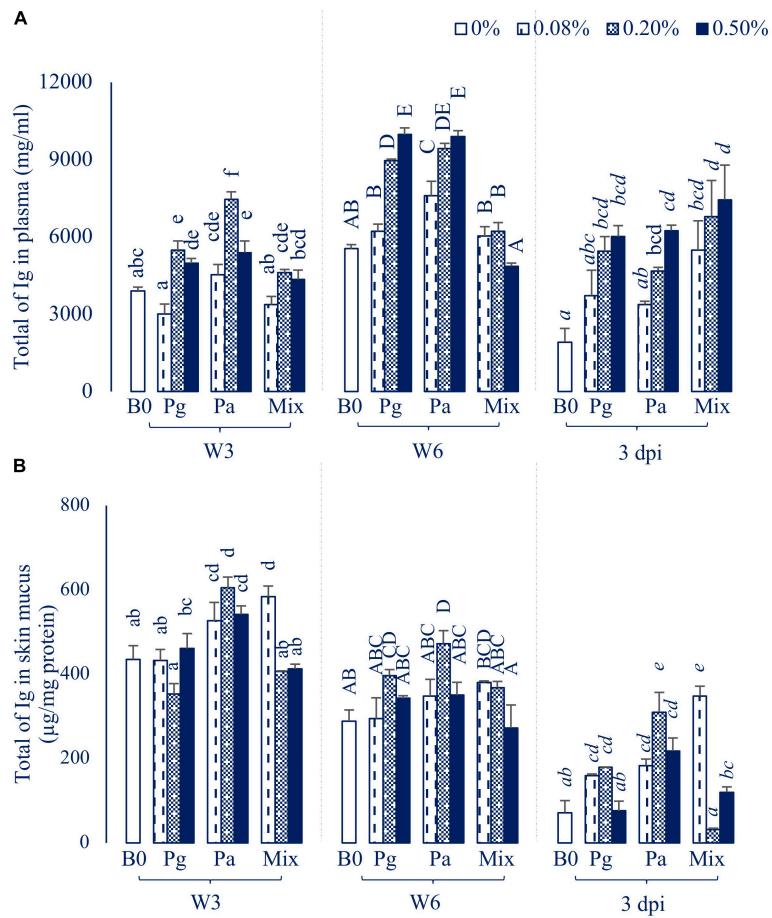 A
0% 0.08% 0.20% 0.50%
Totlal of Ig in plasma (mg/ml)
12000
9000
6000
3000
0
abc a e de cde f e ab cde bcd
AB B D E C DE E B B A
a abc bcd bcd ab bcd cd bcd d d
B0 Pg Pa Mix B0 Pg Pa Mix B0 Pg Pa Mix
W3 W6 3 dpi
B
Total of Ig in skin mucus
(µg/mg protein)
800
600
400
200
0
ab ab a bc cd d cd d ab ab
AB ABC CD ABC ABC D ABC BCD ABC A
ab cd cd ab cd e cd e a bc
B0 Pg Pa Mix B0 Pg Pa Mix B0 Pg Pa Mix
W3 W6 3 dpi